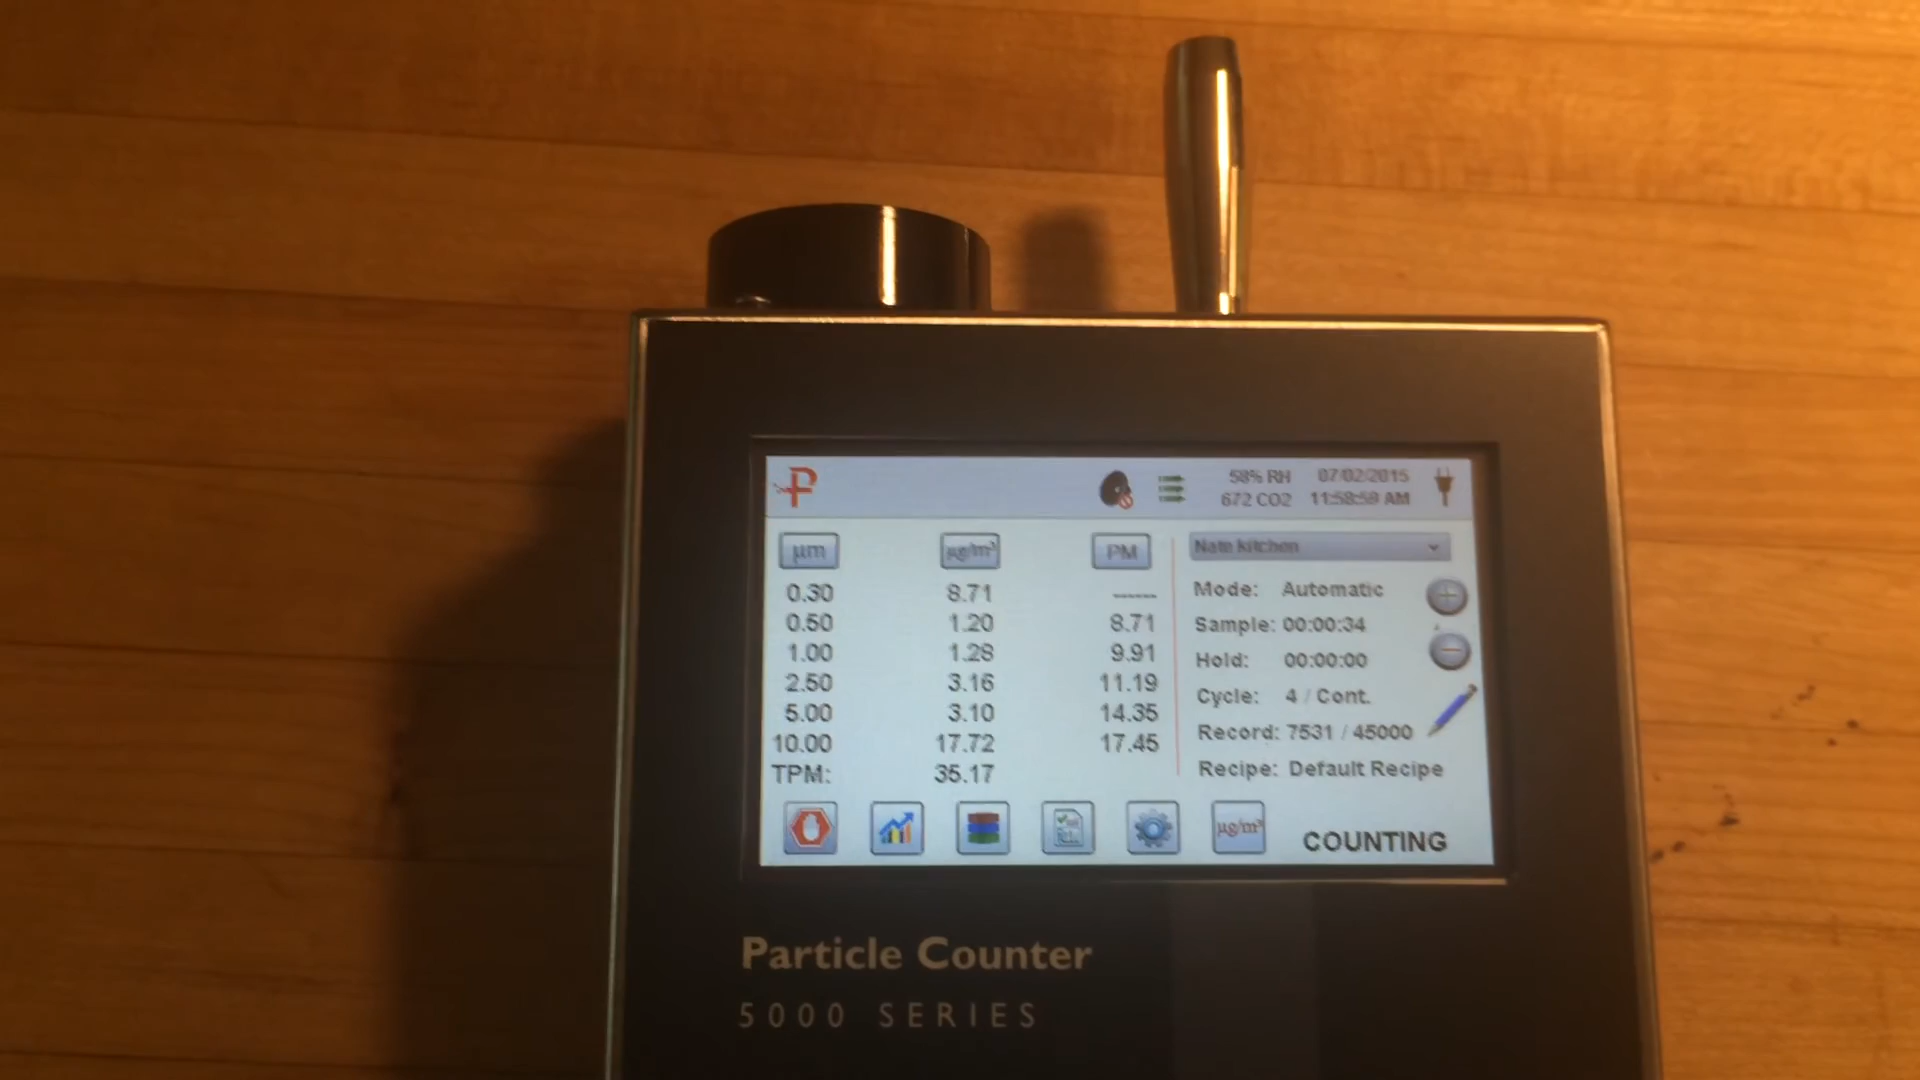 58% RH 07/02/2015
672 CO2 11:58:59 AM
µm µg/m³ PM Nate kitchen
0.30 8.71 ----- Mode: Automatic
0.50 1.20 8.71 Sample: 00:00:34
1.00 1.28 9.91 Hold: 00:00:00
2.50 3.16 11.19 Cycle: 4 / Cont.
5.00 3.10 14.35 Record: 7531 / 45000
10.00 17.72 17.45 Recipe: Default Recipe
TPM: 35.17
µg/m³ COUNTING
Particle Counter
5000 SERIES